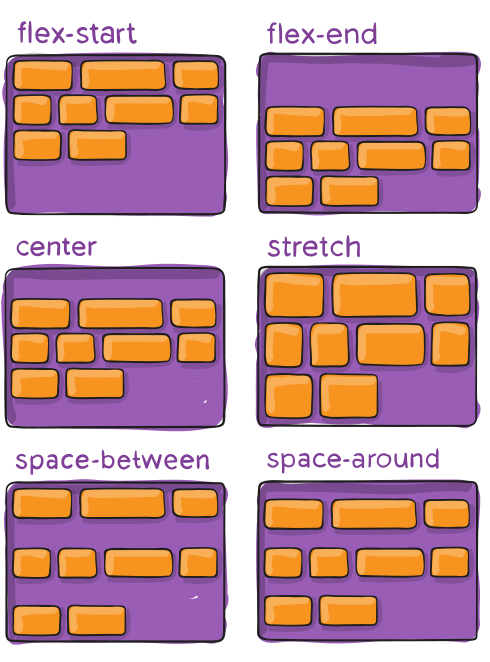 flex-start
flex-end
center
stretch
space-between
space-around